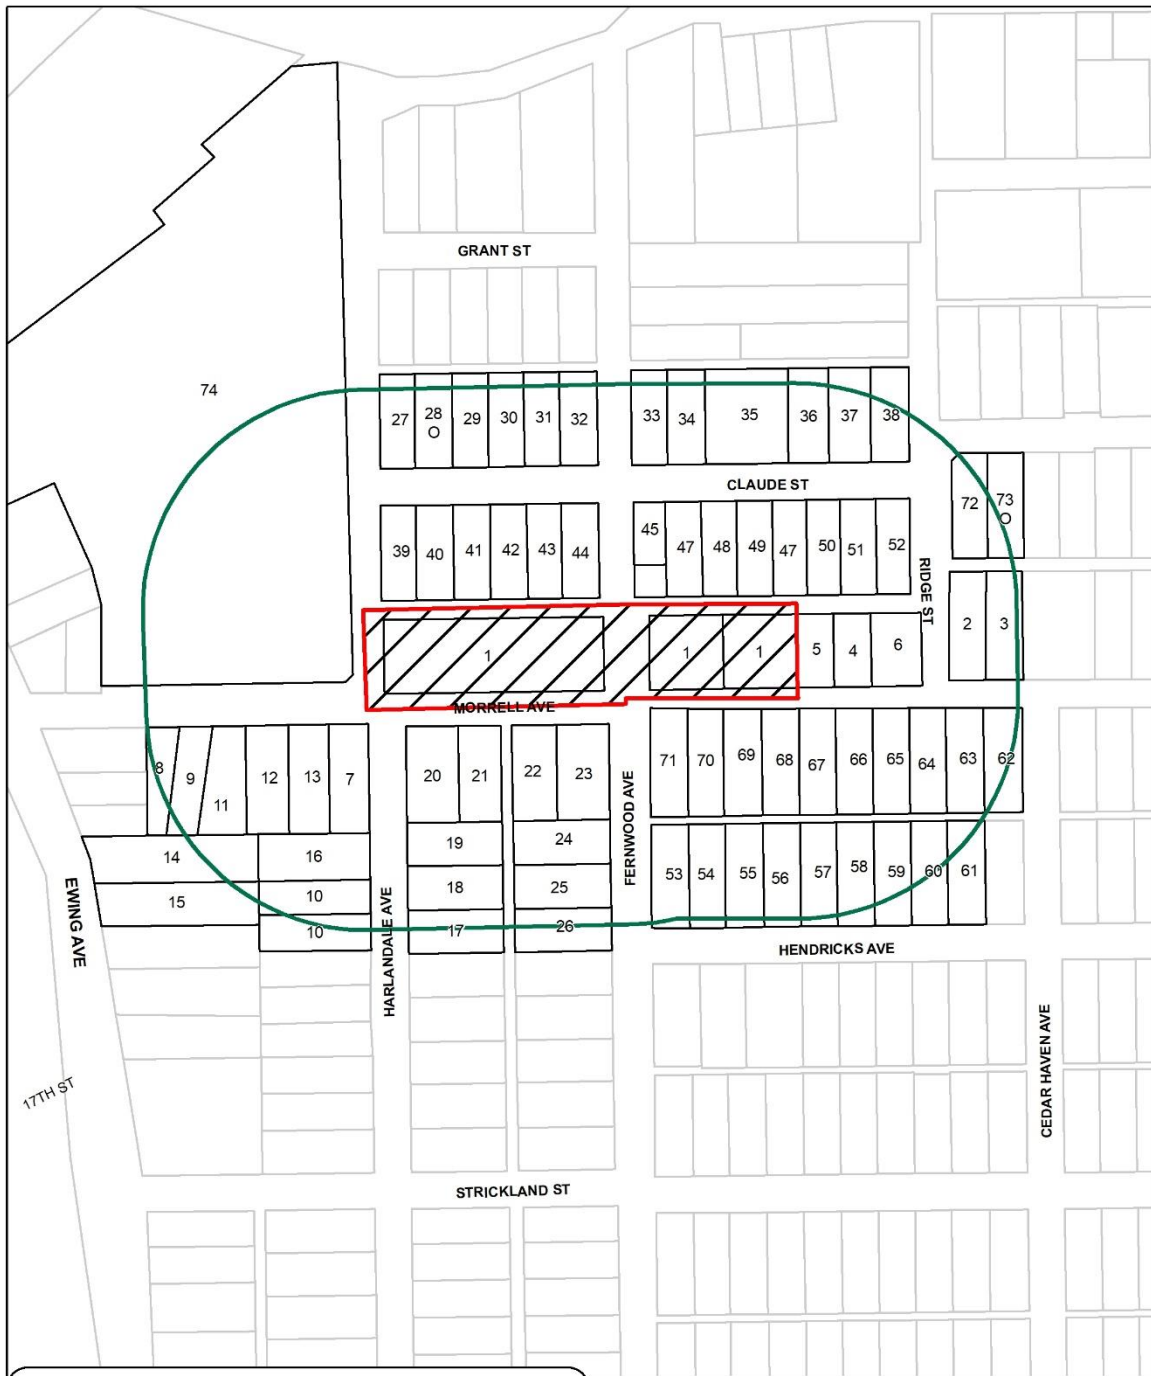 GRANT ST
74
27 28 29 30 31 32 33 34 35 36 37 38
O
CLAUDE ST
72 73
O
39 40 41 42 43 44 45 47 48 49 47 50 51 52
RIDGE ST
1 1 1 5 4 6 2 3
MORRELL AVE
8 9 11 12 13 7 20 21 22 23 71 70 69 68 67 66 65 64 63 62
FERNWOOD AVE
14 16 19 24
15 10 18 25 53 54 55 56 57 58 59 60 61
10 17 26
EWING AVE
HARLANDALE AVE
HENDRICKS AVE
CEDAR HAVEN AVE
17TH ST
STRICKLAND ST